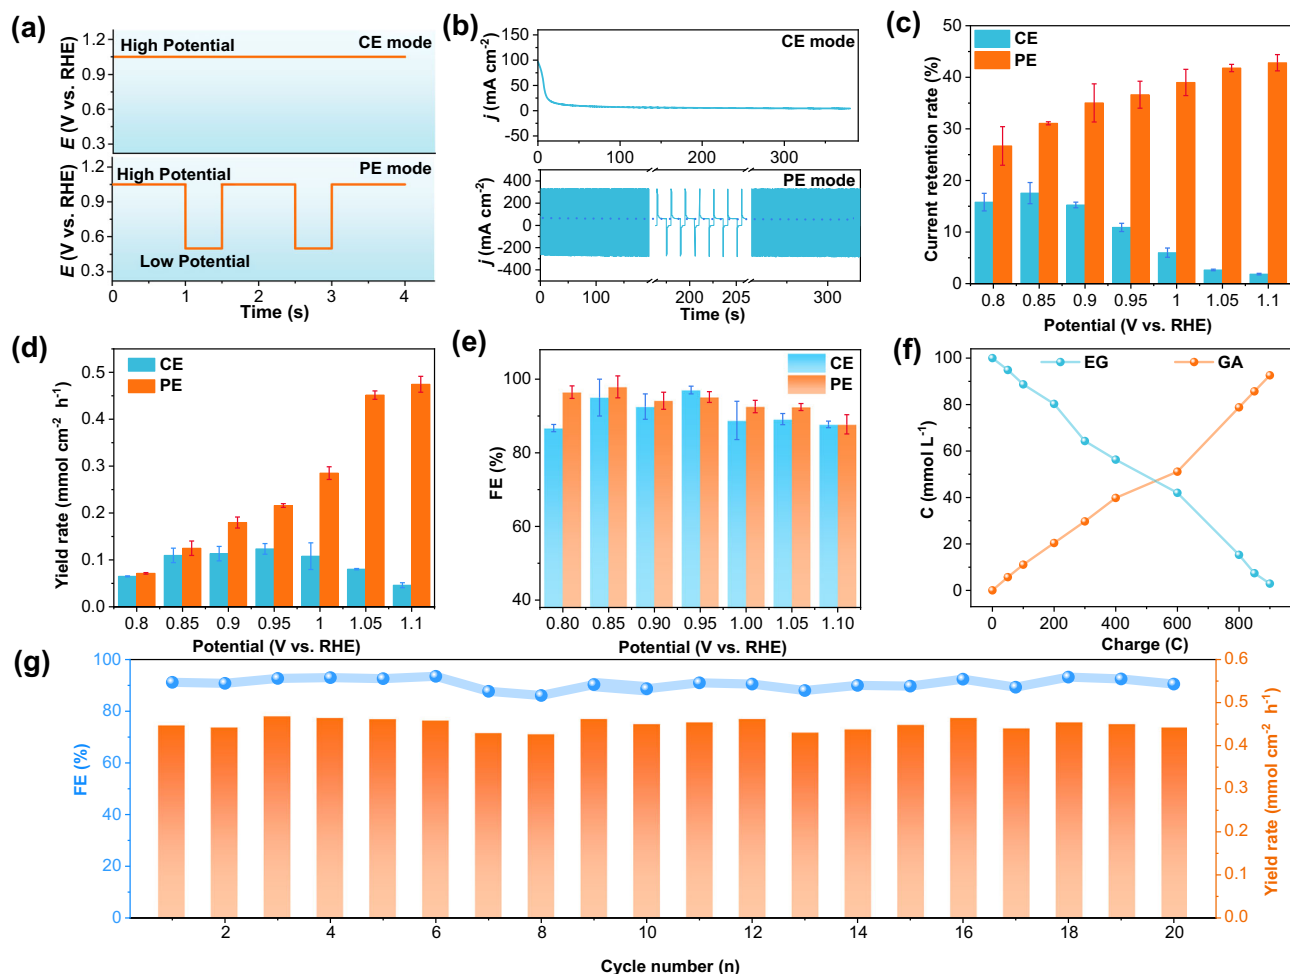 (a)
E (V vs. RHE)
1.2
0.9
0.6
0.3
High Potential
CE mode
E (V vs. RHE)
1.2
0.9
0.6
0.3
High Potential
PE mode
Low Potential
0 1 2 3 4
Time (s)
(b)
j (mA cm⁻²)
150
100
50
0
-50
CE mode
0 100 200 300
j (mA cm⁻²)
400
200
0
-200
-400
PE mode
0 100 200 205 300
Time (s)
(c)
Current retention rate (%)
50
40
30
20
10
0
CE
PE
0.8 0.85 0.9 0.95 1 1.05 1.1
Potential (V vs. RHE)
(d)
Yield rate (mmol cm⁻² h⁻¹)
0.5
0.4
0.3
0.2
0.1
0.0
CE
PE
0.8 0.85 0.9 0.95 1 1.05 1.1
Potential (V vs. RHE)
(e)
FE (%)
100
80
60
40
CE
PE
0.80 0.85 0.90 0.95 1.00 1.05 1.10
Potential (V vs. RHE)
(f)
C (mmol L⁻¹)
100
80
60
40
20
0
EG
GA
0 200 400 600 800
Charge (C)
(g)
FE (%)
100
80
60
40
20
0
0.6
0.5
0.4
0.3
0.2
0.1
0.0
Yield rate (mmol cm⁻² h⁻¹)
2 4 6 8 10 12 14 16 18 20
Cycle number (n)